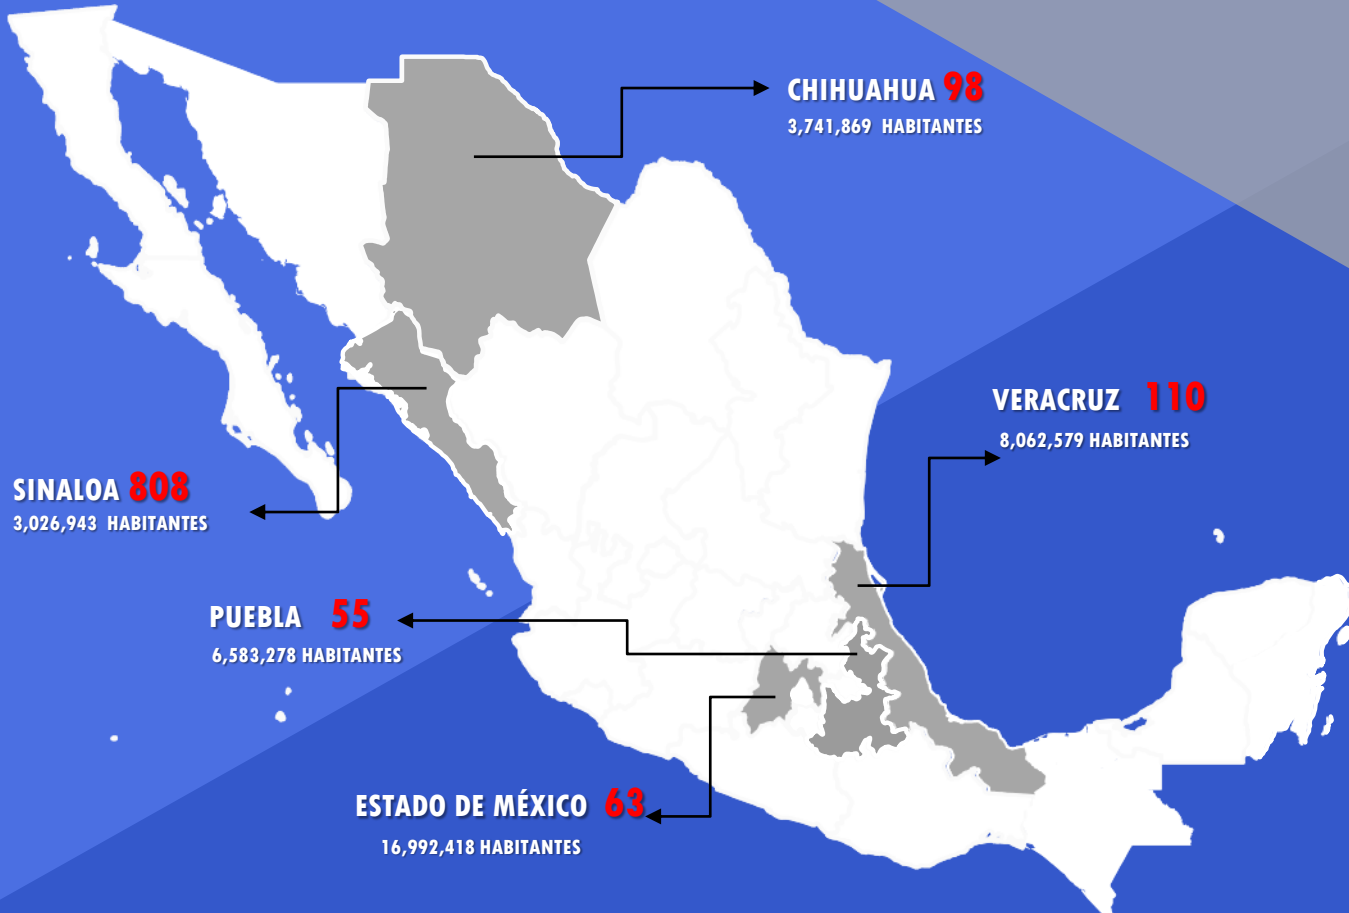 CHIHUAHUA 98
3,741,869 HABITANTES
VERACRUZ 110
8,062,579 HABITANTES
SINALOA 808
3,026,943 HABITANTES
PUEBLA 55
6,583,278 HABITANTES
ESTADO DE MÉXICO 63
16,992,418 HABITANTES